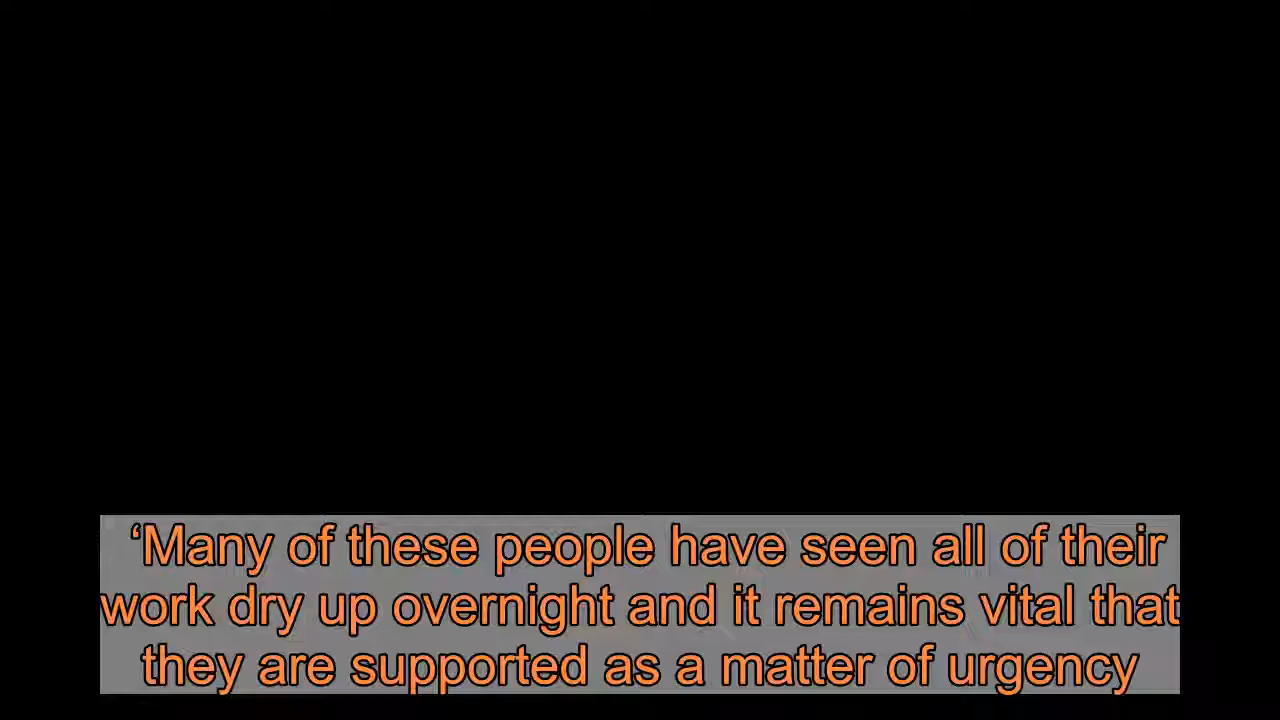 ‘Many of these people have seen all of their
work dry up overnight and it remains vital that
they are supported as a matter of urgency